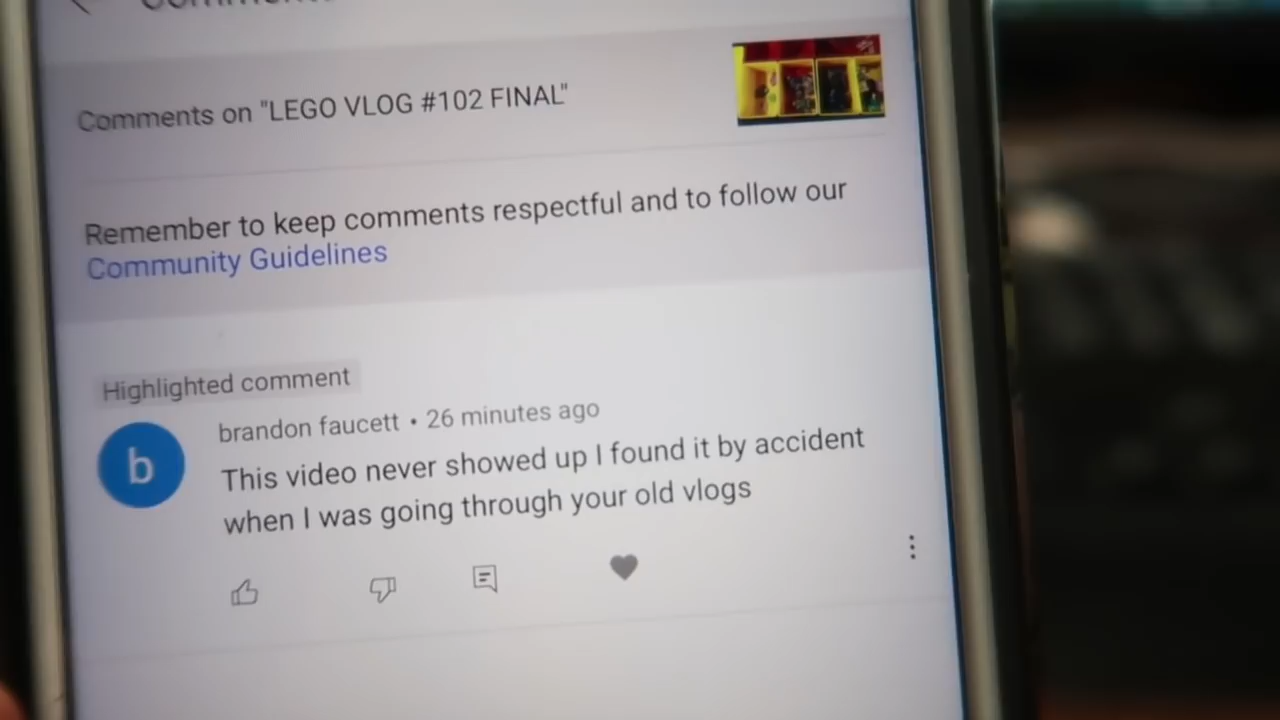 Comments on "LEGO VLOG #102 FINAL"
Remember to keep comments respectful and to follow our
Community Guidelines
Highlighted comment
b
brandon faucett • 26 minutes ago
This video never showed up I found it by accident
when I was going through your old vlogs